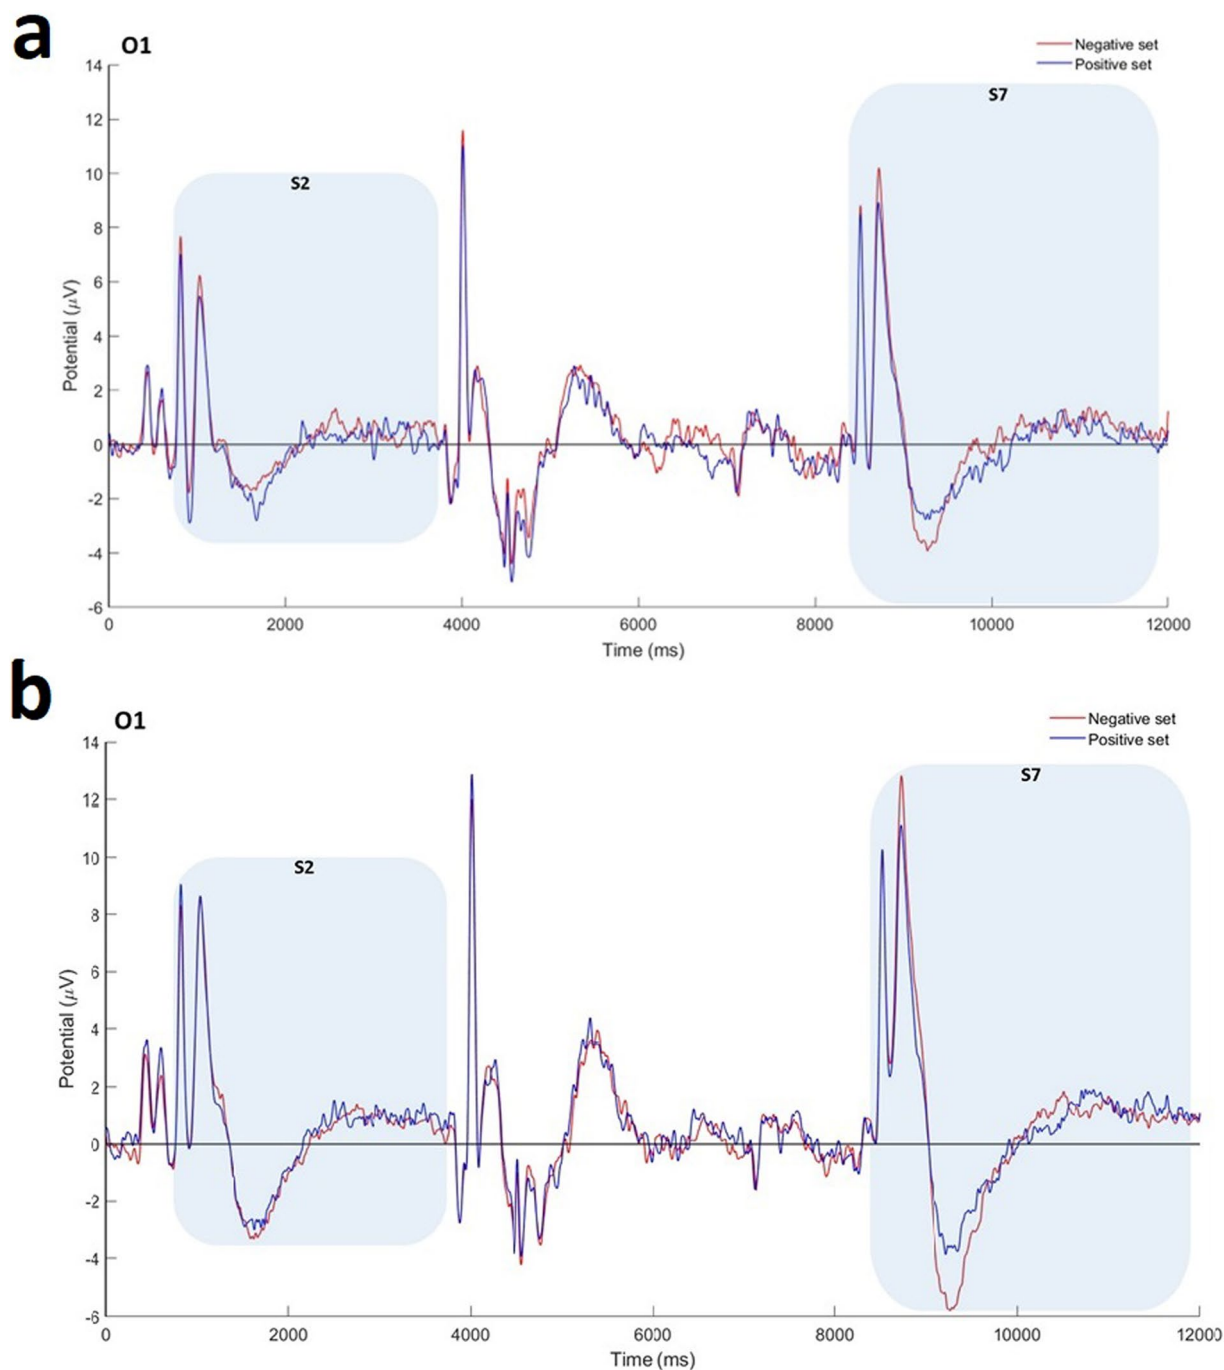 a
O1
Negative set
Positive set
S7
S2
14
12
10
8
6
4
2
0
-2
-4
-6
Potential (μV)
0 2000 4000 6000 8000 10000 12000
Time (ms)
b
O1
Negative set
Positive set
S7
S2
14
12
10
8
6
4
2
0
-2
-4
-6
Potential (μV)
0 2000 4000 6000 8000 10000 12000
Time (ms)